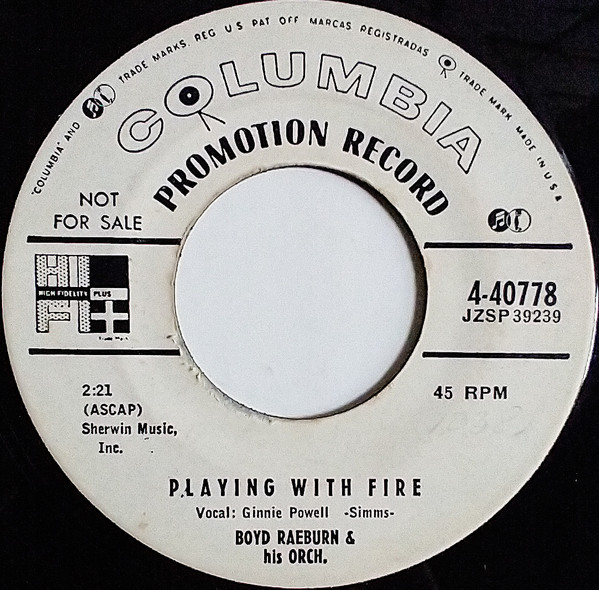 "COLUMBIA" AND TRADE MARKS. REG. U S PAT OFF MARCAS REGISTRADAS TRADE MARK MADE IN U S A
COLUMBIA
PROMOTION RECORD
NOT
FOR SALE
HI
HIGH FIDELITY PLUS
FI +
Trade Mark
4-40778
JZSP 39239
2:21
(ASCAP)
Sherwin Music,
Inc.
45 RPM
PLAYING WITH FIRE
Vocal: Ginnie Powell -Simms-
BOYD RAEBURN &
his ORCH.